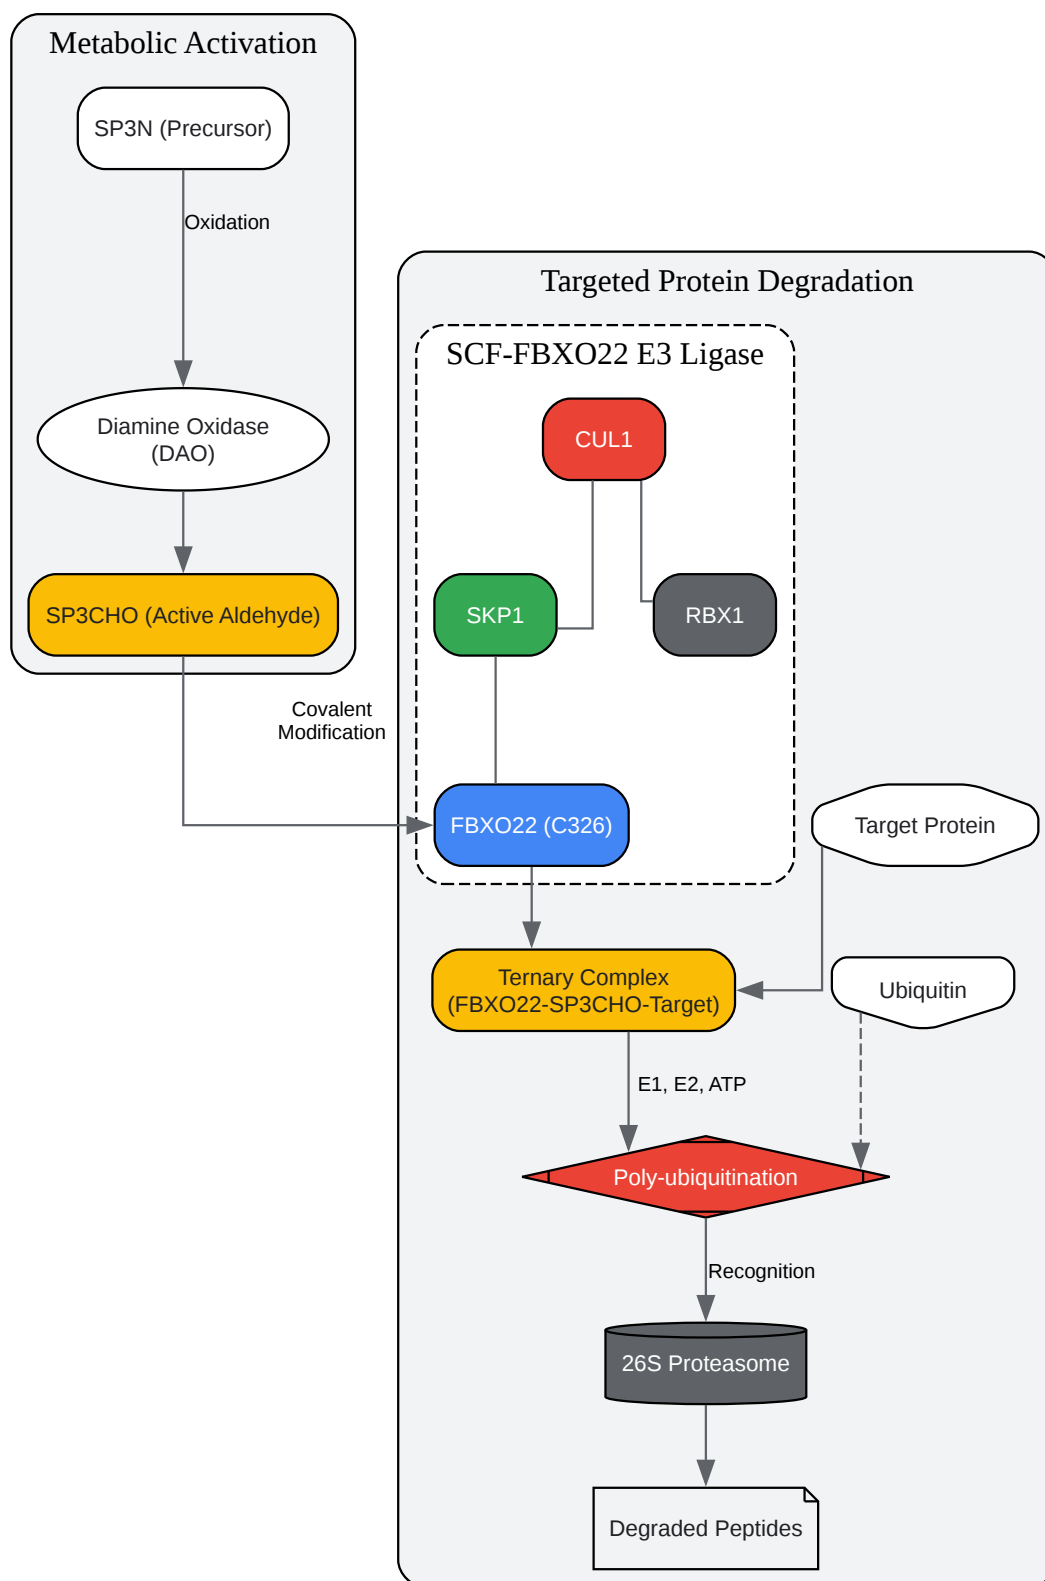 Metabolic Activation
SP3N (Precursor)
Oxidation
Diamine Oxidase
(DAO)
SP3CHO (Active Aldehyde)
Covalent
Modification
Targeted Protein Degradation
SCF-FBXO22 E3 Ligase
CUL1
SKP1
RBX1
FBXO22 (C326)
Target Protein
Ternary Complex
(FBXO22-SP3CHO-Target)
Ubiquitin
E1, E2, ATP
Poly-ubiquitination
Recognition
26S Proteasome
Degraded Peptides